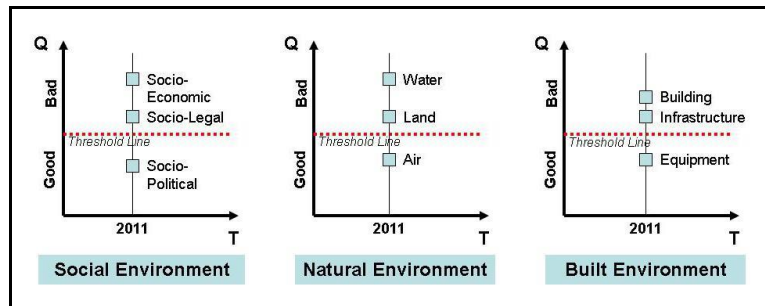 Q
Bad
Good
Socio-
Economic
Socio-Legal
Threshold Line
Socio-
Political
2011
T
Social Environment
Q
Bad
Good
Water
Land
Threshold Line
Air
2011
T
Natural Environment
Q
Bad
Good
Building
Infrastructure
Threshold Line
Equipment
2011
T
Built Environment